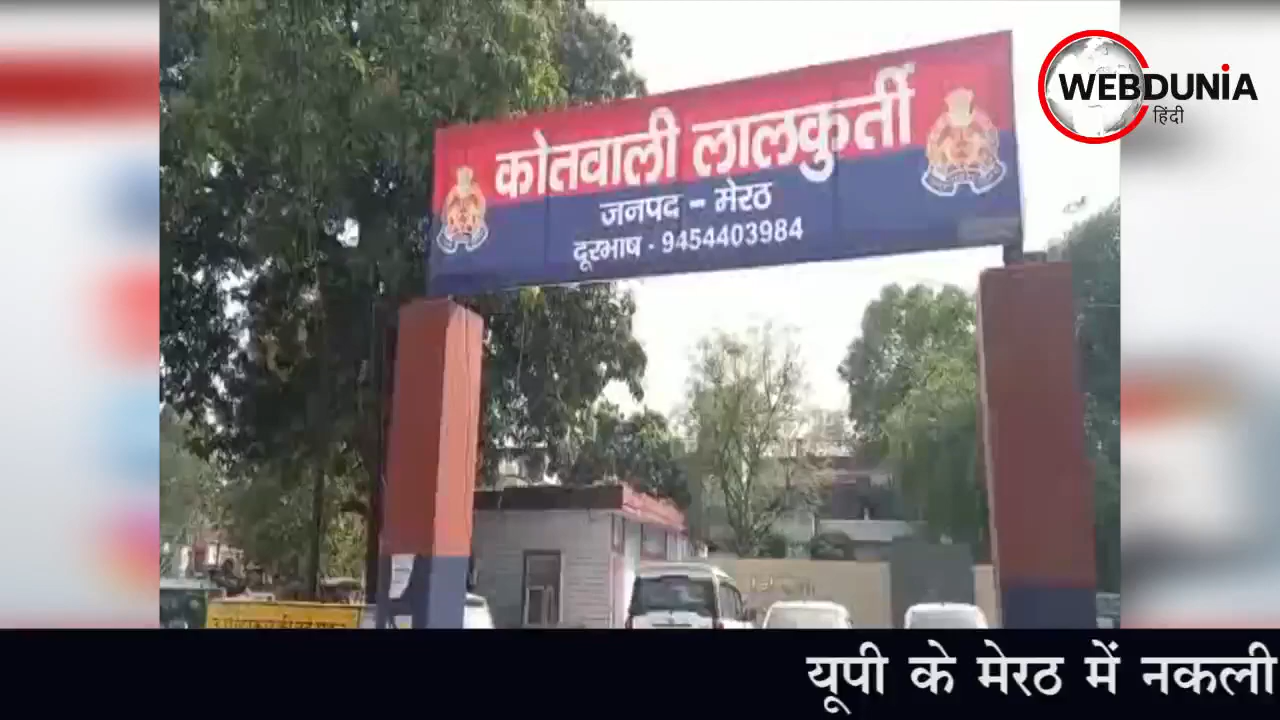 WEBDUNIA
हिंदी
कोतवाली लालकुर्ती
जनपद - मेरठ
दूरभाष - 9454403984
यूपी के मेरठ में नकली